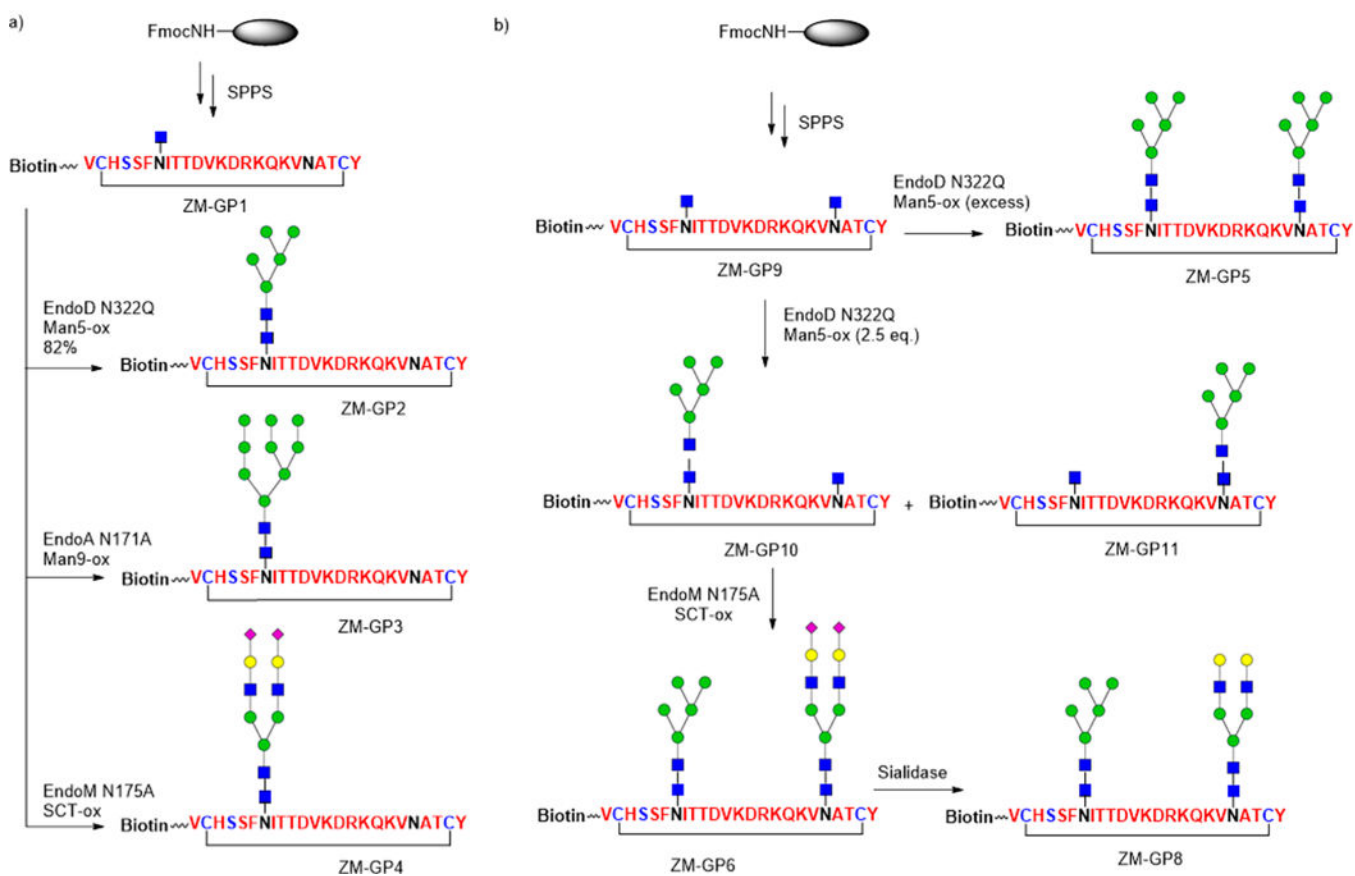 a)
FmocNH
SPPS
Biotin VCHSSFNITTDVKDRKQKVNATCY
ZM-GP1
EndoD N322Q
Man5-ox
82%
Biotin VCHSSFNITTDVKDRKQKVNATCY
ZM-GP2
EndoA N171A
Man9-ox
Biotin VCHSSFNITTDVKDRKQKVNATCY
ZM-GP3
EndoM N175A
SCT-ox
Biotin VCHSSFNITTDVKDRKQKVNATCY
ZM-GP4
b)
FmocNH
SPPS
Biotin VCHSSFNITTDVKDRKQKVNATCY
ZM-GP9
EndoD N322Q
Man5-ox (excess)
Biotin VCHSSFNITTDVKDRKQKVNATCY
ZM-GP5
EndoD N322Q
Man5-ox (2.5 eq.)
Biotin VCHSSFNITTDVKDRKQKVNATCY
ZM-GP10
+
Biotin VCHSSFNITTDVKDRKQKVNATCY
ZM-GP11
EndoM N175A
SCT-ox
Biotin VCHSSFNITTDVKDRKQKVNATCY
ZM-GP6
Sialidase
Biotin VCHSSFNITTDVKDRKQKVNATCY
ZM-GP8